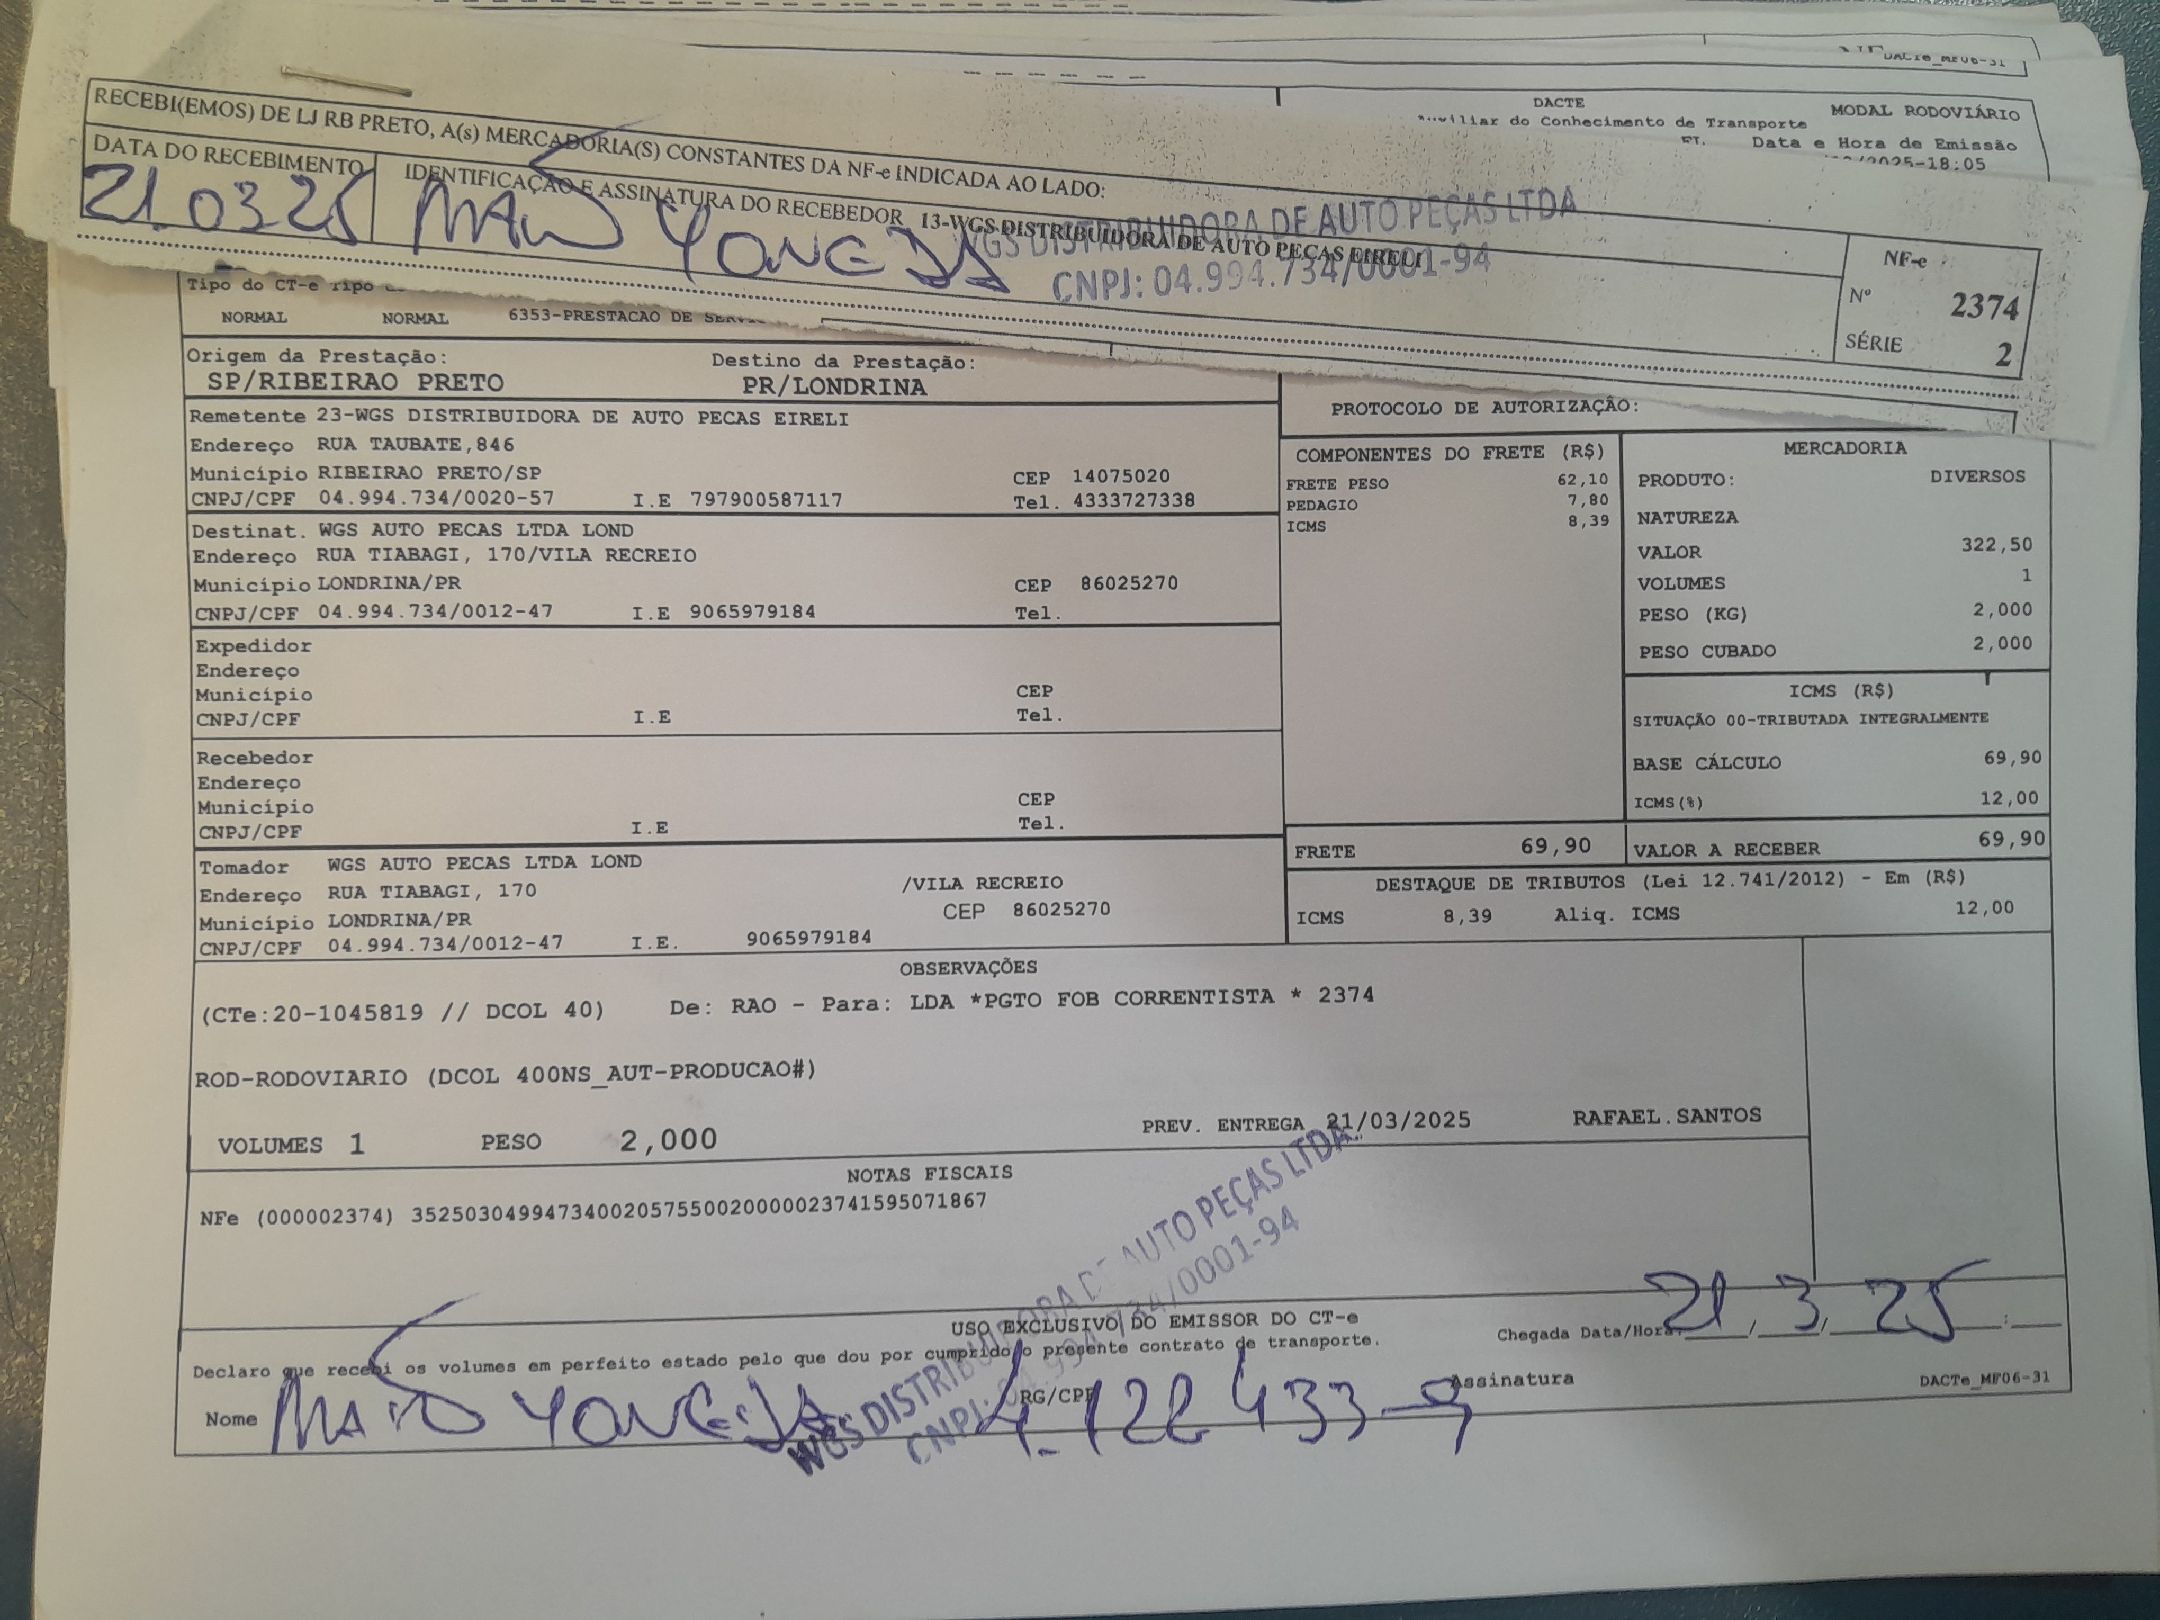 DACTe_MF06-31
DACTE
MODAL RODOVIÁRIO
do Conhecimento de Transporte
Data e Hora de Emissão
/2025-18:05
RECEBI(EMOS) DE LJ RB PRETO, A(s) MERCADORIA(S) CONSTANTES DA NF-e INDICADA AO LADO:
DATA DO RECEBIMENTO
IDENTIFICAÇÃO E ASSINATURA DO RECEBEDOR
21.03.25
13-WGS DISTRIBUIDORA DE AUTO PEÇAS EIRELI
WGS DISTRIBUIDORA DE AUTO PEÇAS LTDA
CNPJ: 04.994.734/0001-94
NF-e
Nº 2374
SÉRIE 2
Tipo do CT-e Tipo
NORMAL NORMAL 6353-PRESTACAO DE
Origem da Prestação: Destino da Prestação:
SP/RIBEIRAO PRETO PR/LONDRINA
Remetente 23-WGS DISTRIBUIDORA DE AUTO PECAS EIRELI
Endereço RUA TAUBATE,846
Município RIBEIRAO PRETO/SP CEP 14075020
CNPJ/CPF 04.994.734/0020-57 I.E 797900587117 Tel. 4333727338
Destinat. WGS AUTO PECAS LTDA LOND
Endereço RUA TIABAGI, 170/VILA RECREIO
Município LONDRINA/PR CEP 86025270
CNPJ/CPF 04.994.734/0012-47 I.E 9065979184 Tel.
Expedidor
Endereço
Município CEP
CNPJ/CPF I.E Tel.
Recebedor
Endereço
Município CEP
CNPJ/CPF I.E Tel.
Tomador WGS AUTO PECAS LTDA LOND
Endereço RUA TIABAGI, 170 /VILA RECREIO
Município LONDRINA/PR CEP 86025270
CNPJ/CPF 04.994.734/0012-47 I.E. 9065979184
PROTOCOLO DE AUTORIZAÇÃO:
COMPONENTES DO FRETE (R$)
FRETE PESO 62,10
PEDAGIO 7,80
ICMS 8,39
MERCADORIA
PRODUTO: DIVERSOS
NATUREZA
VALOR 322,50
VOLUMES 1
PESO (KG) 2,000
PESO CUBADO 2,000
ICMS (R$)
SITUAÇÃO 00-TRIBUTADA INTEGRALMENTE
BASE CÁLCULO 69,90
ICMS(%) 12,00
FRETE 69,90 VALOR A RECEBER 69,90
DESTAQUE DE TRIBUTOS (Lei 12.741/2012) - Em (R$)
ICMS 8,39 Aliq. ICMS 12,00
OBSERVAÇÕES
(CTe:20-1045819 // DCOL 40) De: RAO - Para: LDA *PGTO FOB CORRENTISTA * 2374
ROD-RODOVIARIO (DCOL 400NS_AUT-PRODUCAO#)
PREV. ENTREGA 21/03/2025 RAFAEL.SANTOS
VOLUMES 1 PESO 2,000
NOTAS FISCAIS
NFe (000002374) 35250304994734002057550020000023741595071867
WGS DISTRIBUIDORA DE AUTO PEÇAS LTDA.
CNPJ: 04.994.734/0001-94
USO EXCLUSIVO DO EMISSOR DO CT-e
Declaro que recebi os volumes em perfeito estado pelo que dou por cumprido o presente contrato de transporte.
Chegada Data/Hora: 21/3/25 :
Nome RG/CPF Assinatura
DACTe_MF06-31